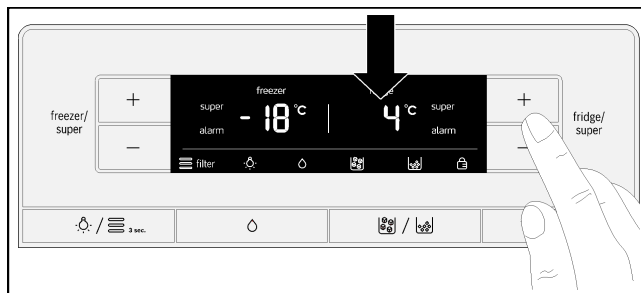 freezer
super
-18 °C
4 °C
super
alarm
alarm
filter
freezer/
super
+
−
+
−
fridge/
super
/ 3 sec.
/